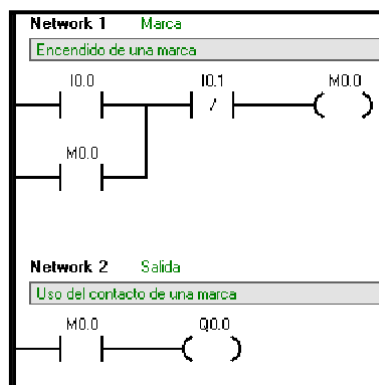 Network 1 Marca
Encendido de una marca
I0.0 I0.1 M0.0
M0.0
Network 2 Salida
Uso del contacto de una marca
M0.0 Q0.0